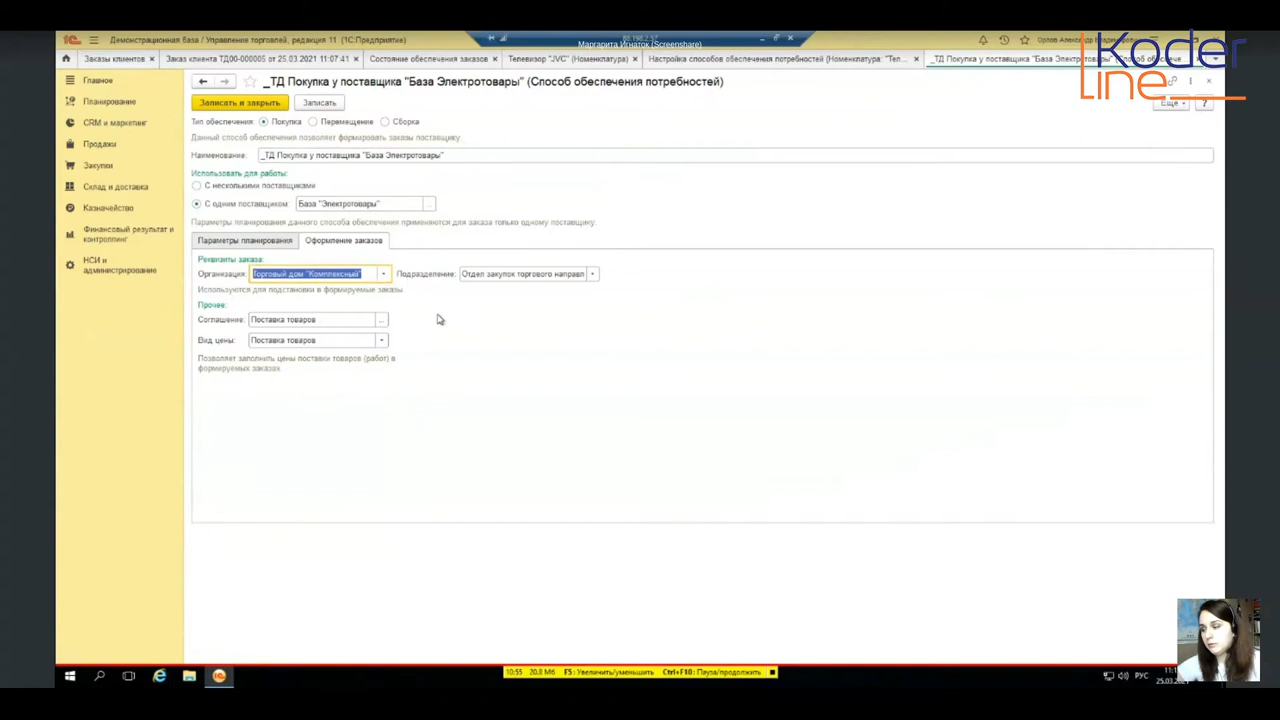 Демонстрационная база / Управление торговлей, редакция 11 (1С:Предприятие)
Маргарита Игнаток (Screenshare)
Koder
line
Заказы клиентов × Заказ клиента ТД00-000005 от 25.03.2021 11:07:41 × Состояние обеспечения заказов × Телевизор "JVC" (Номенклатура) × Настройка способов обеспечения потребностей (Номенклатура: "Тел... × _ТД Покупка у поставщика "База Электротовары"
Главное
Планирование
CRM и маркетинг
Продажи
Закупки
Склад и доставка
Казначейство
Финансовый результат и
контроллинг
НСИ и
администрирование
_ТД Покупка у поставщика "База Электротовары" (Способ обеспечения потребностей)
Записать и закрыть Записать Еще ?
Тип обеспечения: Покупка Перемещение Сборка
Данный способ обеспечения позволяет формировать заказы поставщику.
Наименование: _ТД Покупка у поставщика "База Электротовары"
Использовать для работы:
С несколькими поставщиками
С одним поставщиком: База "Электротовары" ...
Параметры планирования данного способа обеспечения применяются для заказа только одному поставщику.
Параметры планирования Оформление заказов
Реквизиты заказа:
Организация: Торговый дом "Комплексный" Подразделение: Отдел закупок торгового направл
Используются для подстановки в формируемые заказы
Прочее:
Соглашение: Поставка товаров ...
Вид цены: Поставка товаров
Позволяет заполнить цены поставки товаров (работ) в
формируемых заказах.
10:55 20.8 Мб F5: Увеличить/уменьшить Ctrl+F10: Пауза/продолжить
РУС